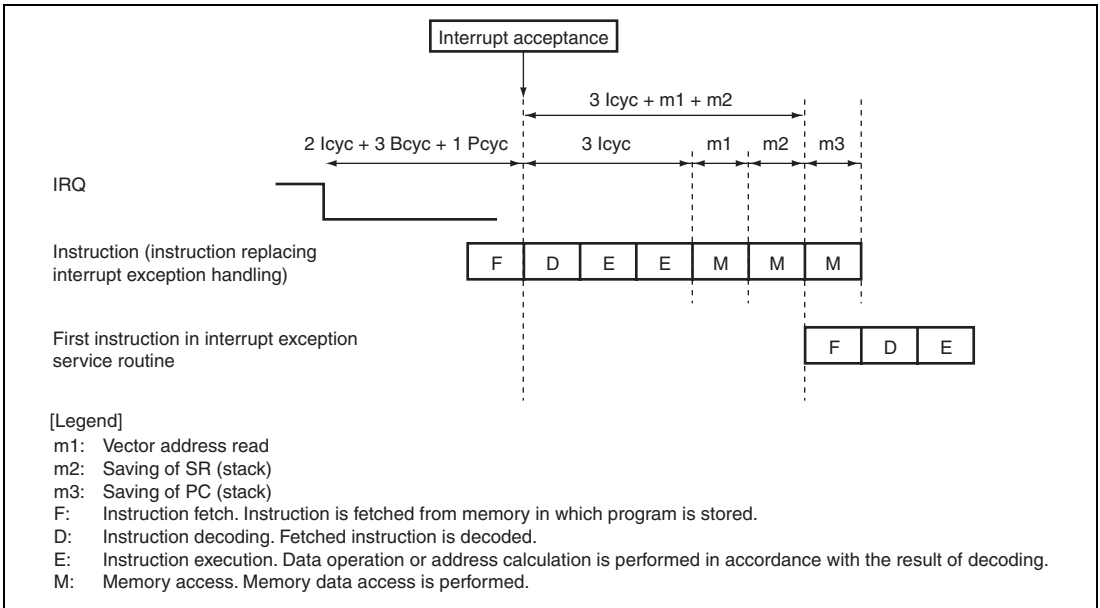 Interrupt acceptance
3 Icyc + m1 + m2
2 Icyc + 3 Bcyc + 1 Pcyc
3 Icyc
m1
m2
m3
IRQ
Instruction (instruction replacing
interrupt exception handling)
F D E E M M M
First instruction in interrupt exception
service routine
F D E
[Legend]
m1: Vector address read
m2: Saving of SR (stack)
m3: Saving of PC (stack)
F: Instruction fetch. Instruction is fetched from memory in which program is stored.
D: Instruction decoding. Fetched instruction is decoded.
E: Instruction execution. Data operation or address calculation is performed in accordance with the result of decoding.
M: Memory access. Memory data access is performed.